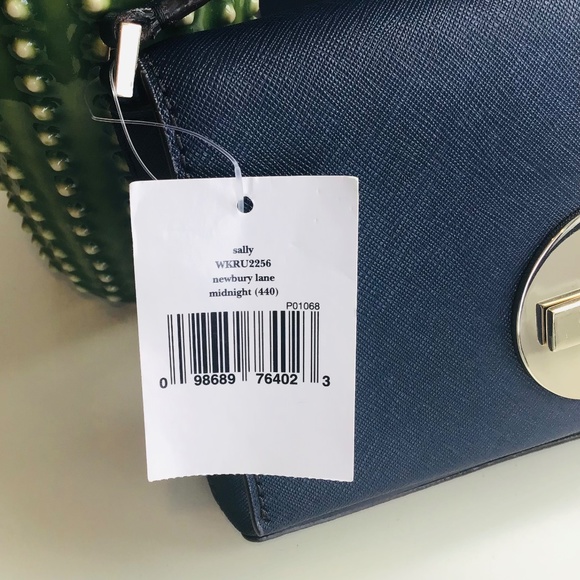 sally
WKRU2256
newbury lane
midnight (440)
P01068
0 98689 76402 3